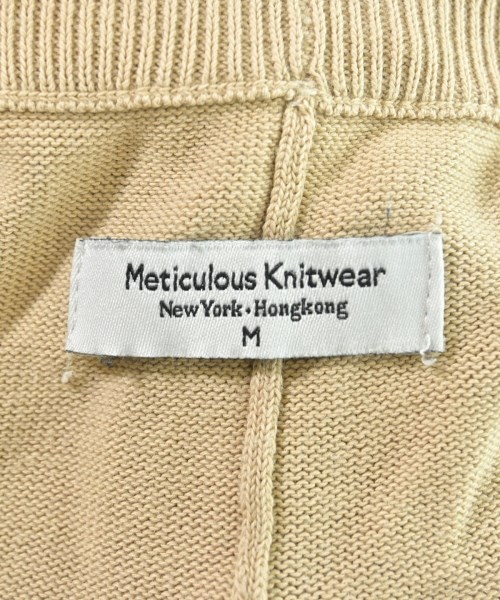 Meticulous Knitwear
New York • Hongkong
M